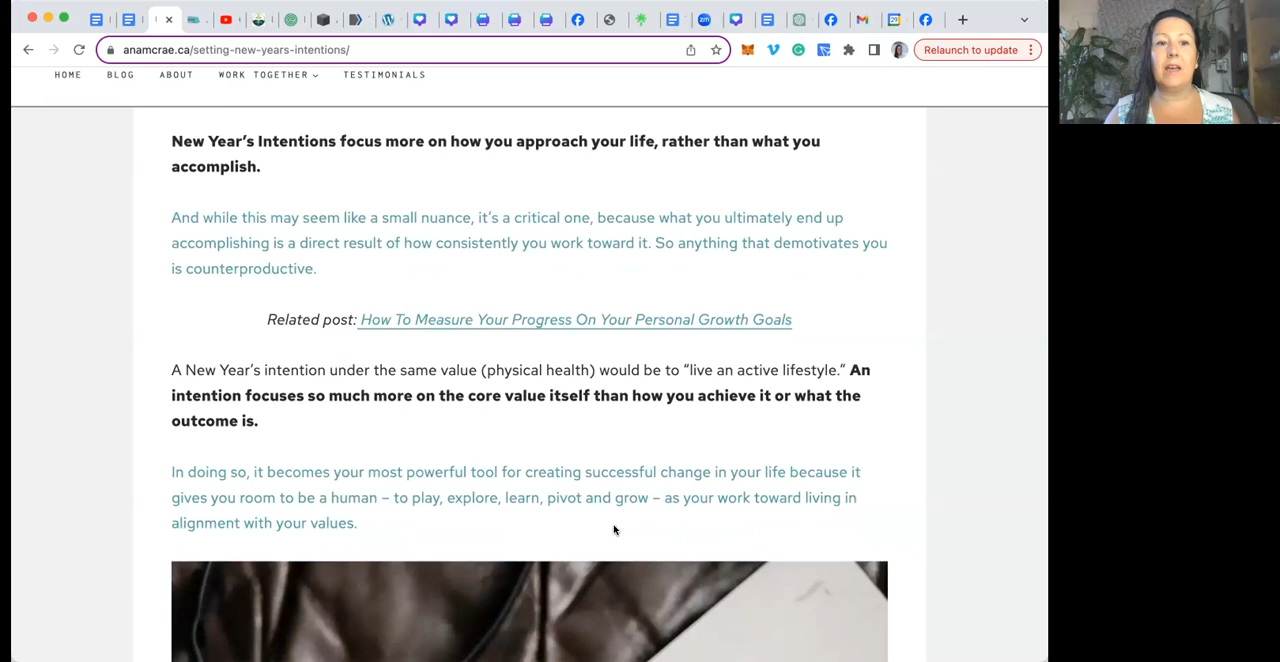 anamcrae.ca/setting-new-years-intentions/
Relaunch to update
HOME BLOG ABOUT WORK TOGETHER TESTIMONIALS
New Year’s Intentions focus more on how you approach your life, rather than what you
accomplish.
And while this may seem like a small nuance, it’s a critical one, because what you ultimately end up
accomplishing is a direct result of how consistently you work toward it. So anything that demotivates you
is counterproductive.
Related post: How To Measure Your Progress On Your Personal Growth Goals
A New Year’s intention under the same value (physical health) would be to “live an active lifestyle.” An
intention focuses so much more on the core value itself than how you achieve it or what the
outcome is.
In doing so, it becomes your most powerful tool for creating successful change in your life because it
gives you room to be a human – to play, explore, learn, pivot and grow – as your work toward living in
alignment with your values.